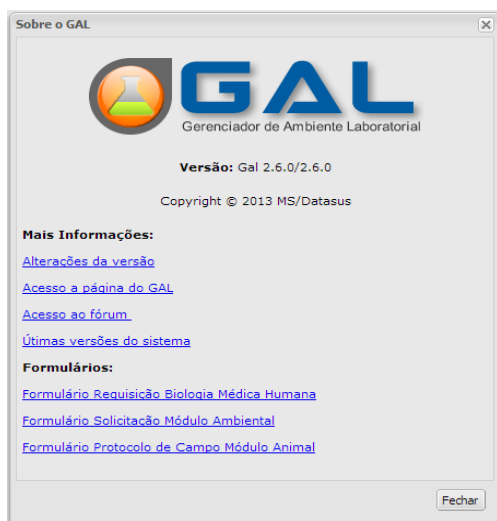 Sobre o GAL
GAL
Gerenciador de Ambiente Laboratorial
Versão: Gal 2.6.0/2.6.0
Copyright © 2013 MS/Datasus
Mais Informações:
Alterações da versão
Acesso a página do GAL
Acesso ao fórum
Útimas versões do sistema
Formulários:
Formulário Requisição Biologia Médica Humana
Formulário Solicitação Módulo Ambiental
Formulário Protocolo de Campo Módulo Animal
Fechar